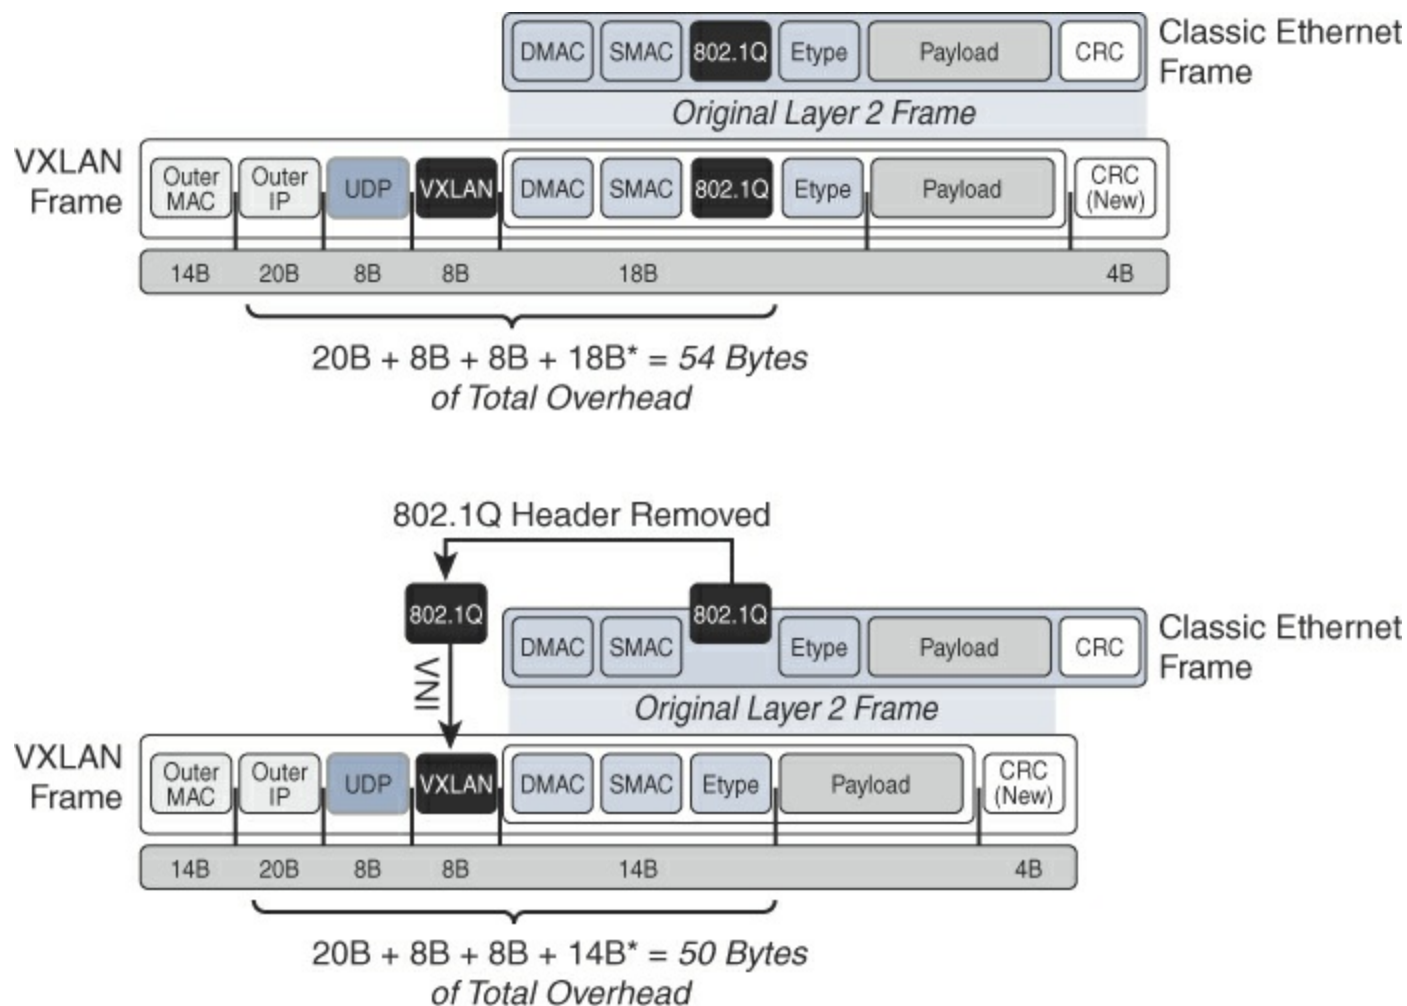 Classic Ethernet
Frame
DMAC SMAC 802.1Q Etype Payload CRC
Original Layer 2 Frame
VXLAN
Frame
Outer
MAC
Outer
IP
UDP VXLAN DMAC SMAC 802.1Q Etype Payload
CRC
(New)
14B 20B 8B 8B 18B 4B
20B + 8B + 8B + 18B* = 54 Bytes
of Total Overhead
802.1Q Header Removed
802.1Q 802.1Q
VNI
DMAC SMAC Etype Payload CRC
Classic Ethernet
Frame
Original Layer 2 Frame
VXLAN
Frame
Outer
MAC
Outer
IP
UDP VXLAN DMAC SMAC Etype Payload
CRC
(New)
14B 20B 8B 8B 14B 4B
20B + 8B + 8B + 14B* = 50 Bytes
of Total Overhead